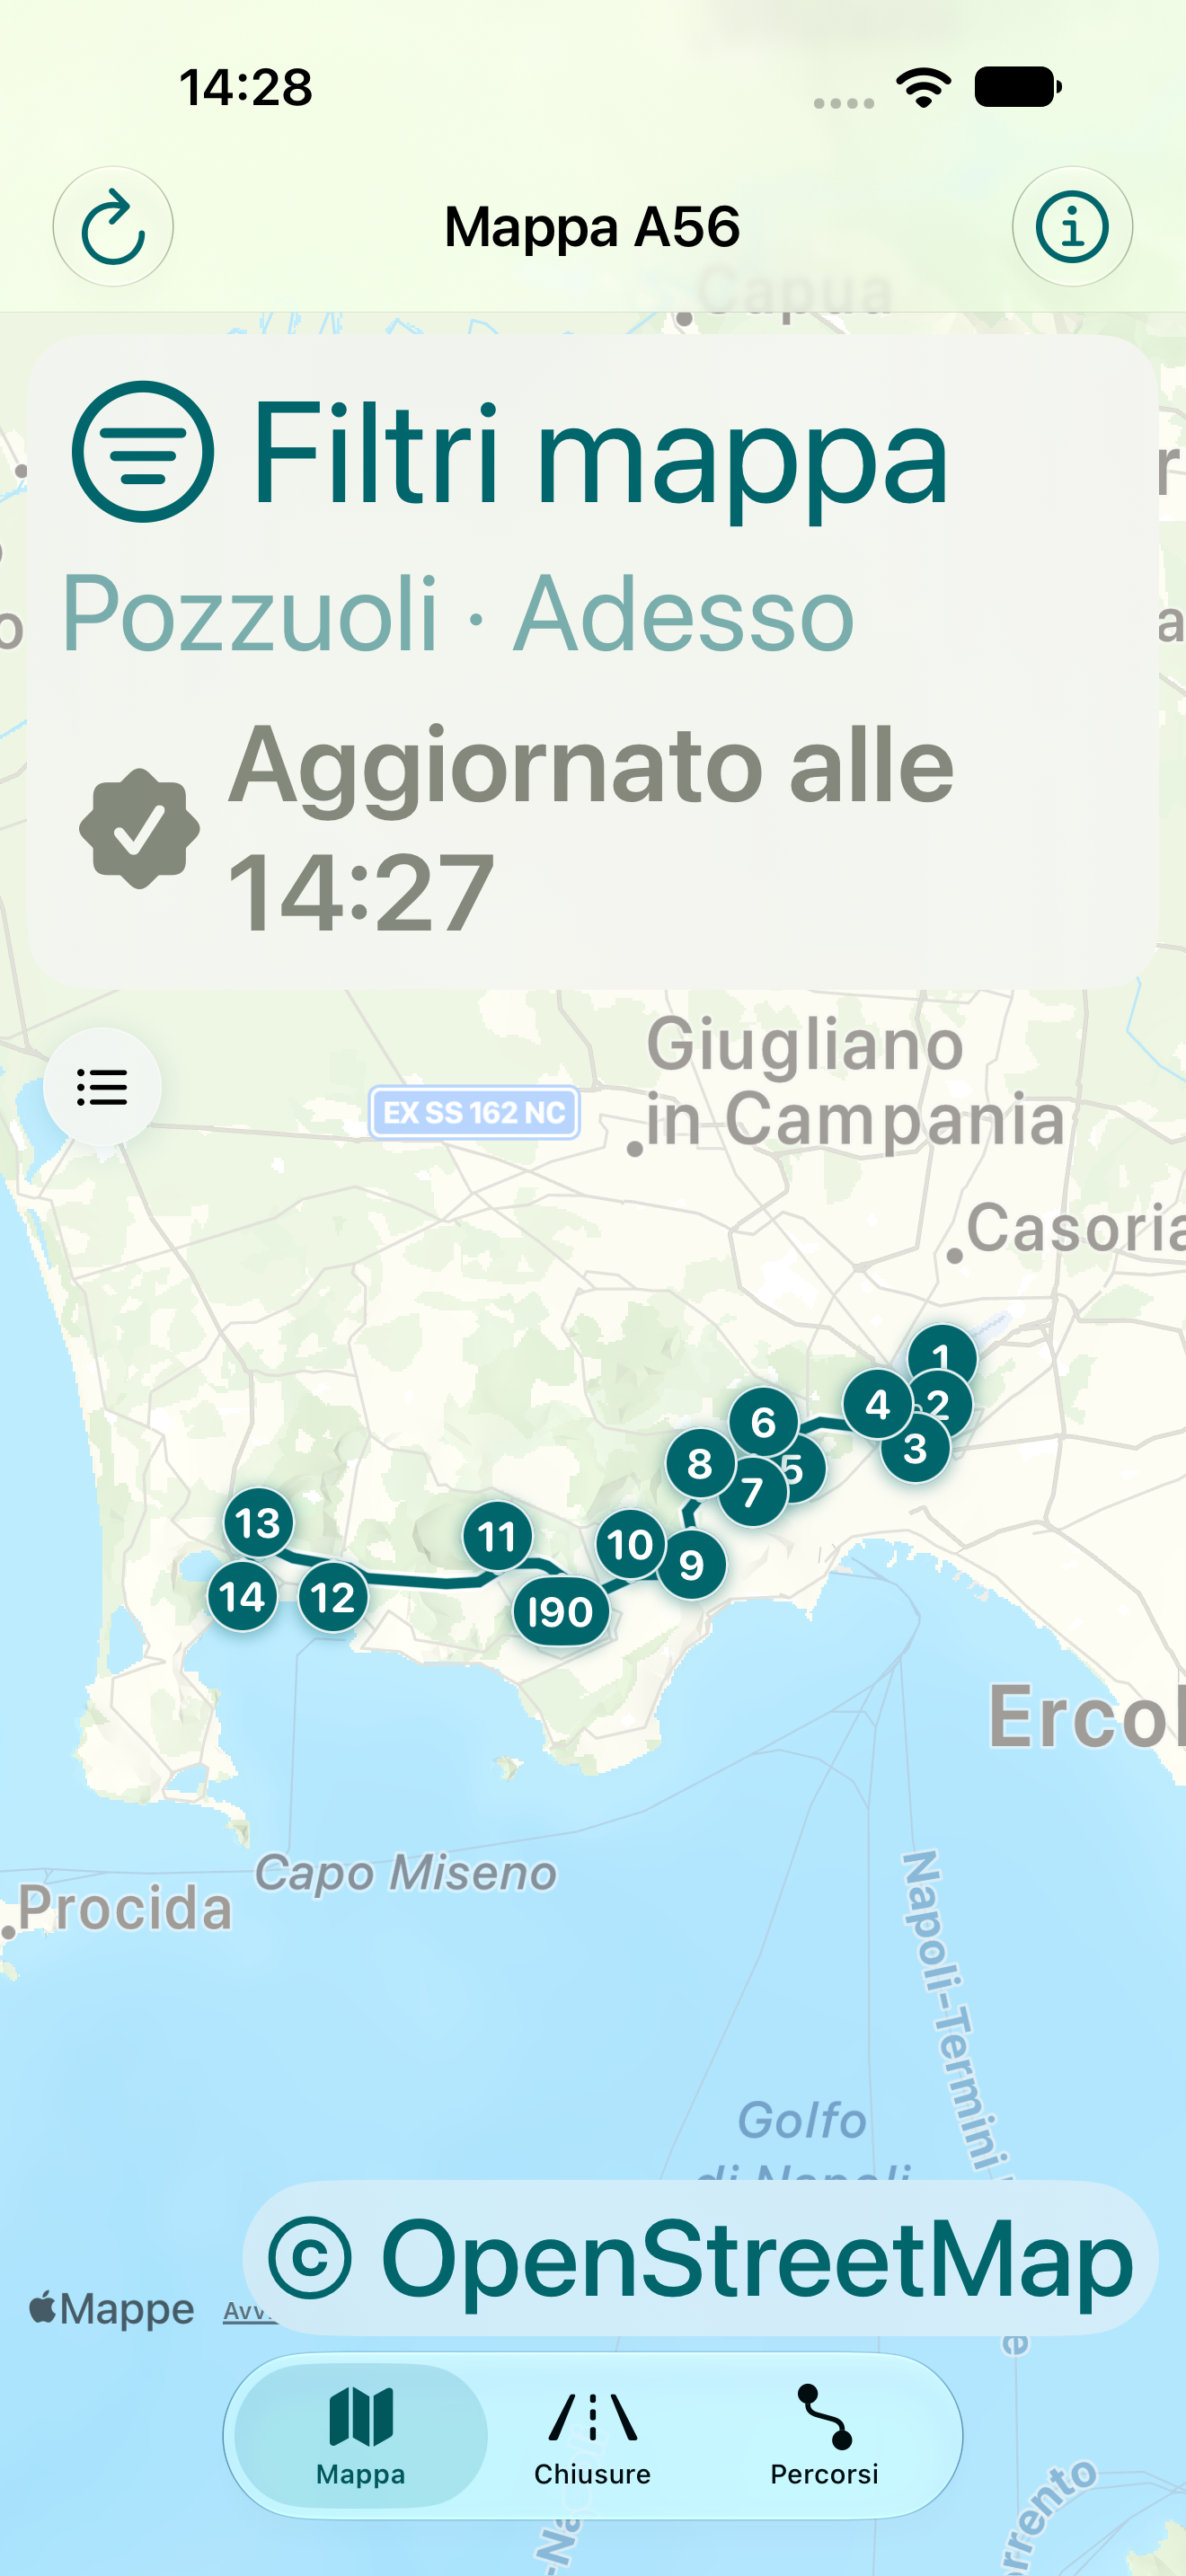 14:28
Mappa A56
Capua
Filtri mappa
Pozzuoli · Adesso
Aggiornato alle
14:27
Giugliano
in Campania
EX SS 162 NC
Casoria
1
4
2
6
3
8
5
7
13
11
10
9
14
12
I90
Procida
Capo Miseno
Napoli-Termini
Golfo
di Napoli
© OpenStreetMap
Mappe
Mappa
Chiusure
Percorsi